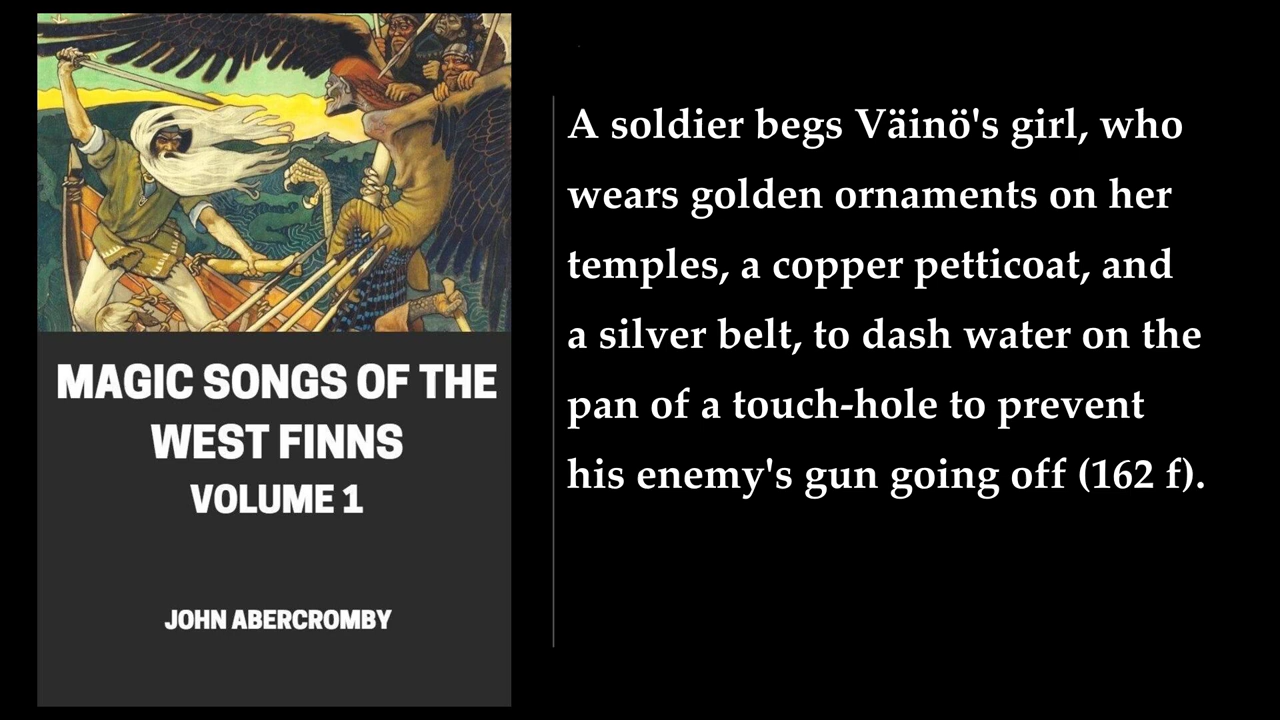 MAGIC SONGS OF THE
WEST FINNS
VOLUME 1
JOHN ABERCROMBY
A soldier begs Väinö's girl, who
wears golden ornaments on her
temples, a copper petticoat, and
a silver belt, to dash water on the
pan of a touch-hole to prevent
his enemy's gun going off (162 f).